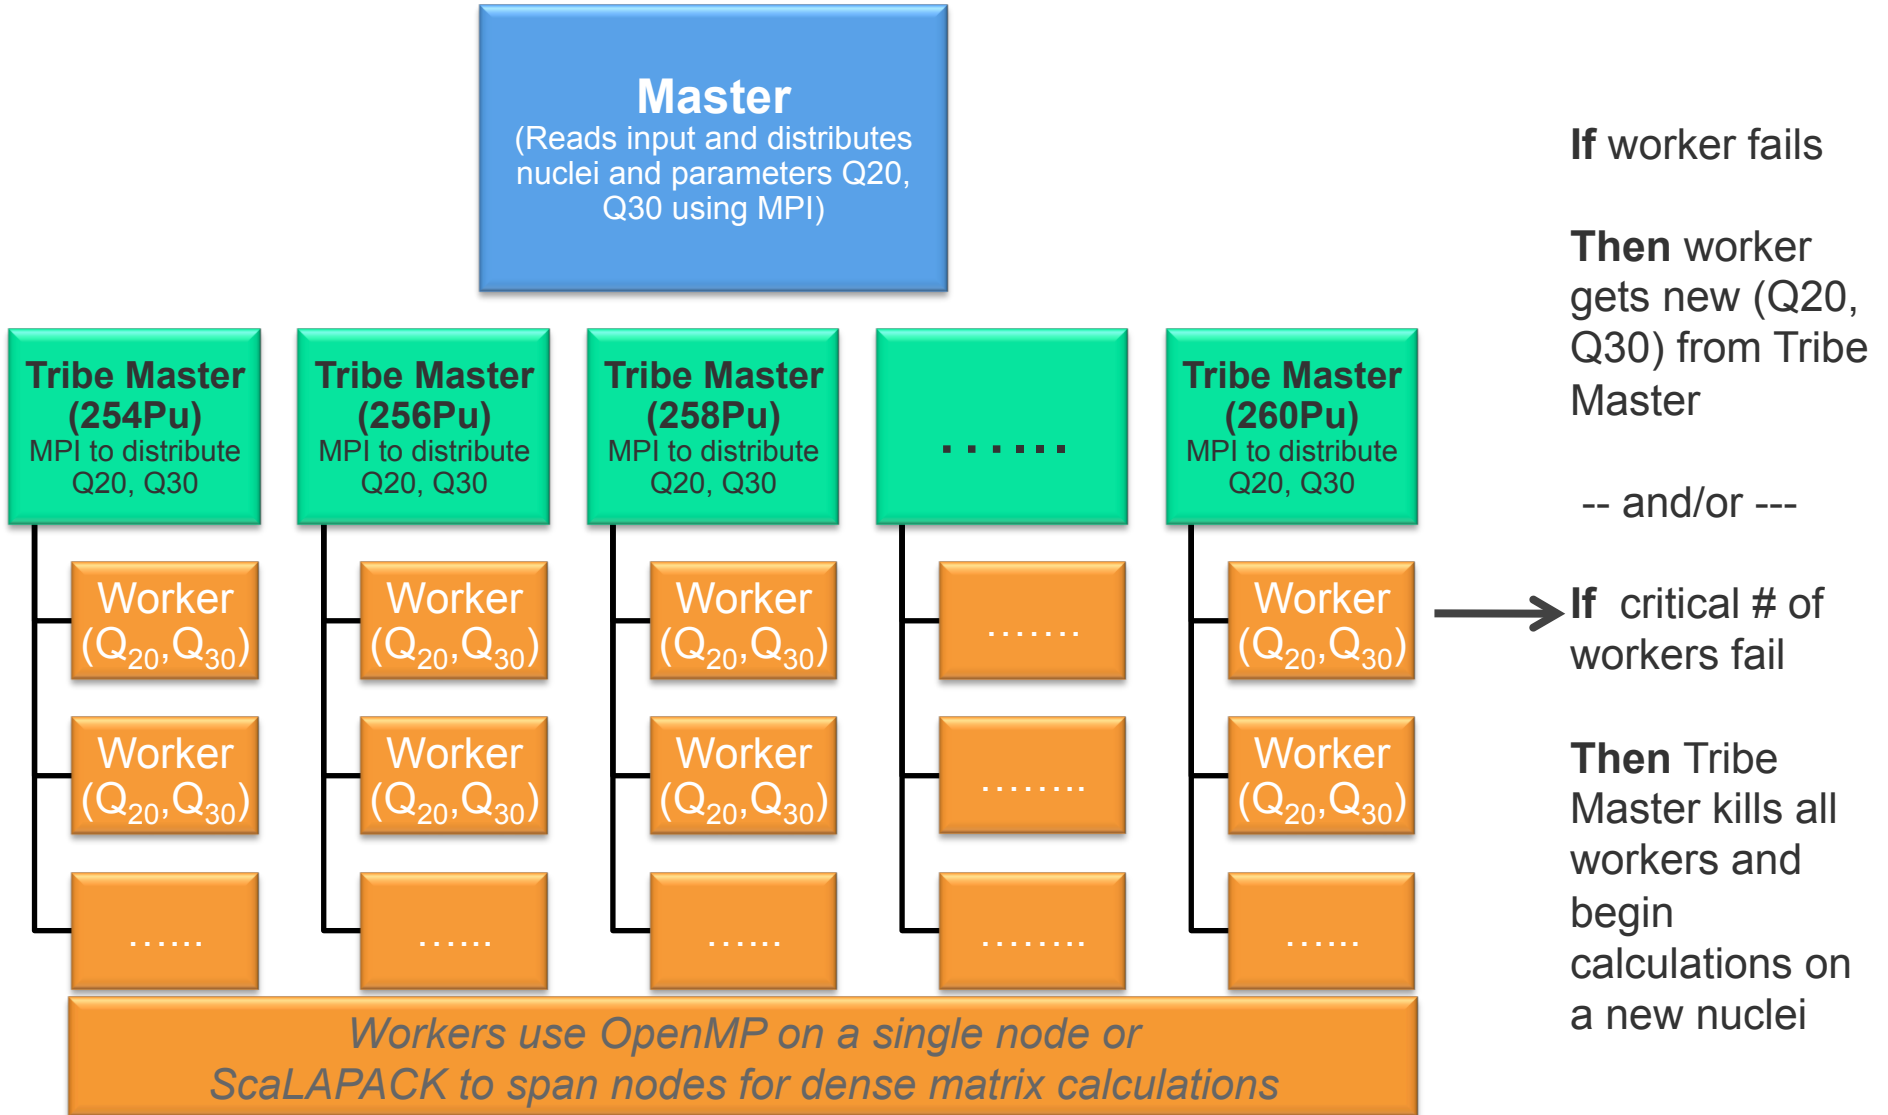 Master
(Reads input and distributes
nuclei and parameters Q20,
Q30 using MPI)
Tribe Master
(254Pu)
MPI to distribute
Q20, Q30
Tribe Master
(256Pu)
MPI to distribute
Q20, Q30
Tribe Master
(258Pu)
MPI to distribute
Q20, Q30
......
Tribe Master
(260Pu)
MPI to distribute
Q20, Q30
Worker
(Q20,Q30)
Worker
(Q20,Q30)
Worker
(Q20,Q30)
.......
Worker
(Q20,Q30)
Worker
(Q20,Q30)
Worker
(Q20,Q30)
Worker
(Q20,Q30)
........
Worker
(Q20,Q30)
......
......
......
........
......
Workers use OpenMP on a single node or
ScaLAPACK to span nodes for dense matrix calculations
If worker fails
Then worker
gets new (Q20,
Q30) from Tribe
Master
-- and/or ---
If critical # of
workers fail
Then Tribe
Master kills all
workers and
begin
calculations on
a new nuclei